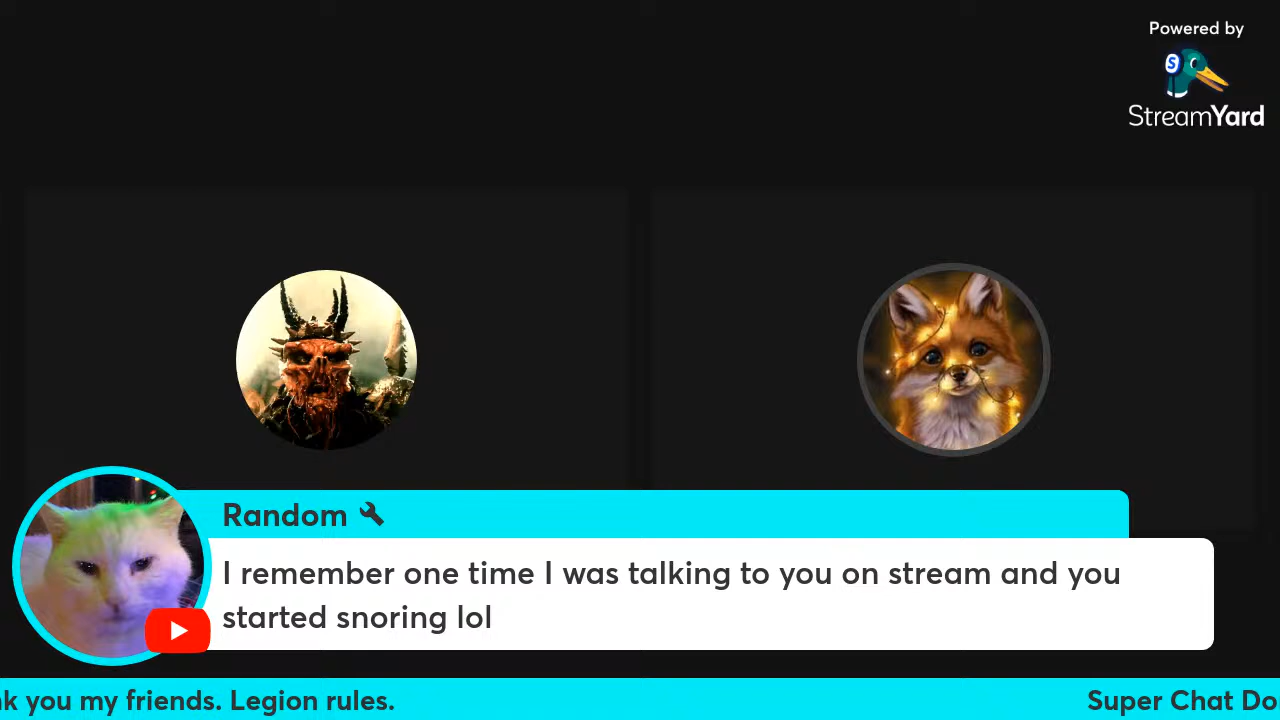 Powered by
StreamYard
Random
I remember one time I was talking to you on stream and you
started snoring lol
you my friends. Legion rules.
Super Chat